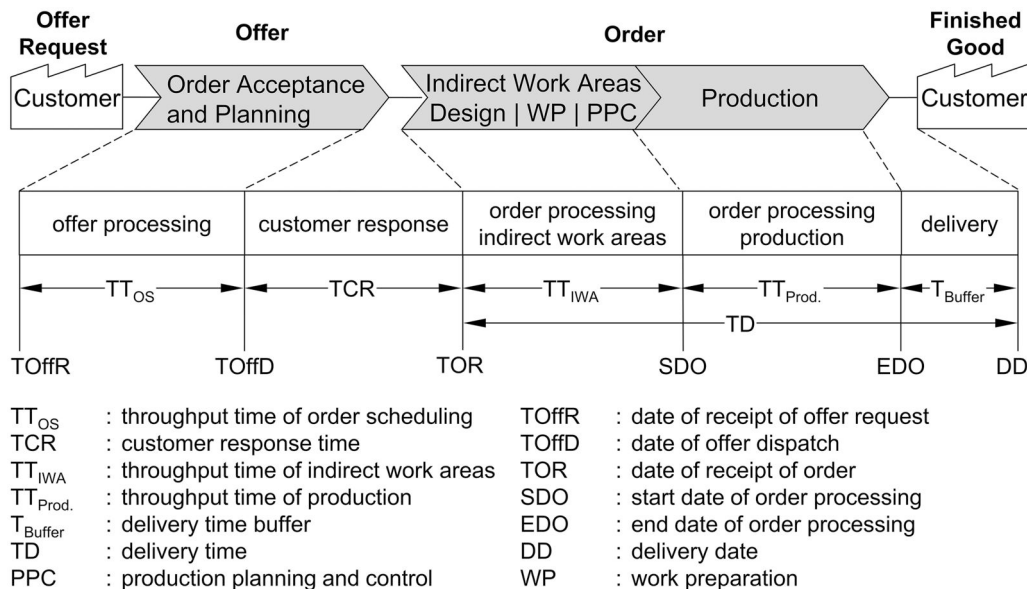 Offer
Request
Offer
Order
Finished
Good
Customer
Order Acceptance
and Planning
Indirect Work Areas
Design | WP | PPC
Production
Customer
offer processing
customer response
order processing
indirect work areas
order processing
production
delivery
TT_OS
TCR
TT_IWA
TT_Prod.
T_Buffer
TD
TOffR
TOffD
TOR
SDO
EDO
DD
TT_OS : throughput time of order scheduling
TCR : customer response time
TT_IWA : throughput time of indirect work areas
TT_Prod. : throughput time of production
T_Buffer : delivery time buffer
TD : delivery time
PPC : production planning and control
TOffR : date of receipt of offer request
TOffD : date of offer dispatch
TOR : date of receipt of order
SDO : start date of order processing
EDO : end date of order processing
DD : delivery date
WP : work preparation